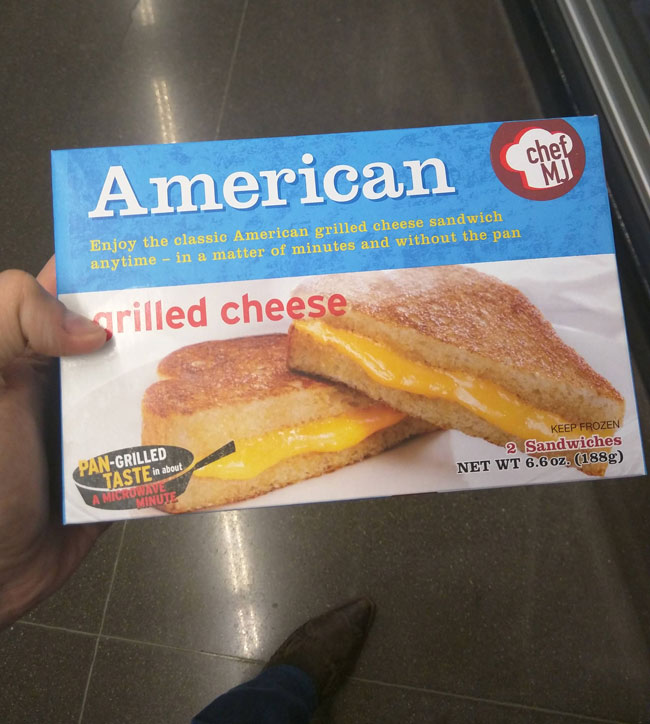 American
chef
MJ
Enjoy the classic American grilled cheese sandwich
anytime – in a matter of minutes and without the pan
grilled cheese
KEEP FROZEN
2 Sandwiches
NET WT 6.6 oz. (188g)
PAN-GRILLED
TASTE in about
A MICROWAVE
MINUTE